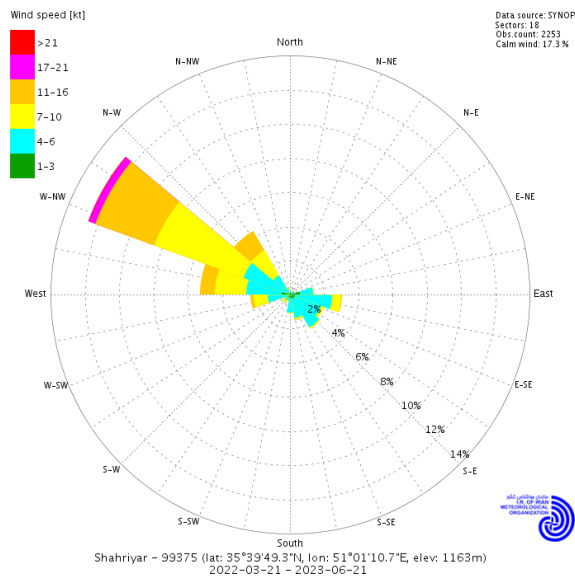 Wind speed [kt]
>21
17-21
11-16
7-10
4-6
1-3
Data source: SYNOP
Sectors: 18
Obs.count: 2253
Calm wind: 17.3 %
North
N-NW
N-NE
N-W
N-E
W-NW
E-NE
West
East
2%
4%
6%
8%
10%
12%
14%
W-SW
E-SE
S-W
S-E
S-SW
S-SE
South
سازمان هواشناسی کشور
I.R. OF IRAN
METEOROLOGICAL
ORGANIZATION
Shahriyar - 99375 (lat: 35°39'49.3"N, lon: 51°01'10.7"E, elev: 1163m)
2022-03-21 - 2023-06-21